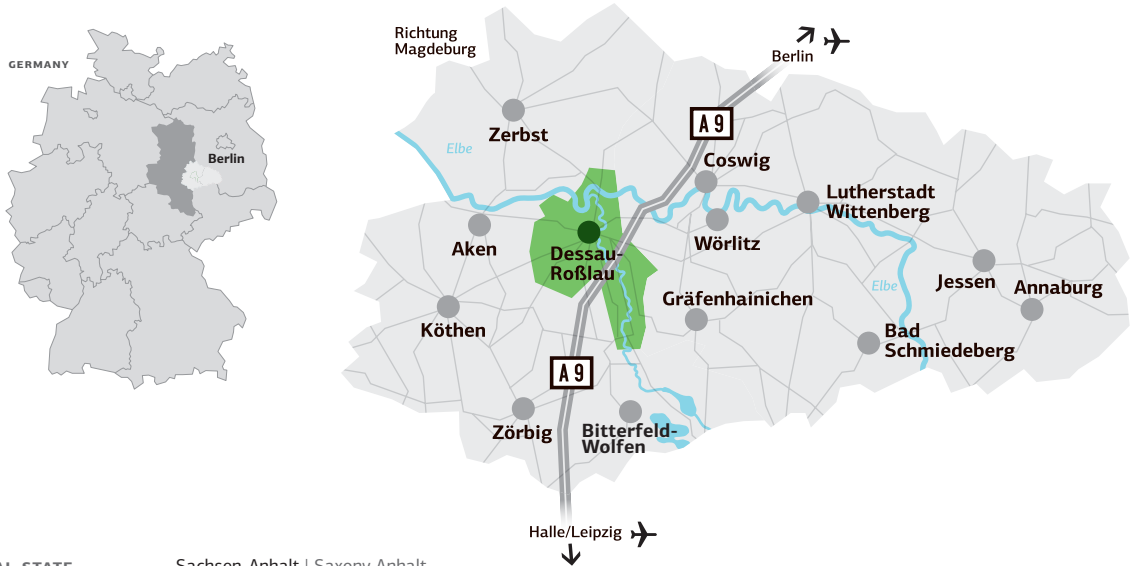 GERMANY
Berlin
Richtung
Magdeburg
Berlin
A 9
Zerbst
Elbe
Coswig
Lutherstadt
Wittenberg
Aken
Wörlitz
Dessau-
Roßlau
Jessen
Annaburg
Elbe
Gräfenhainichen
Köthen
Bad
Schmiedeberg
A 9
Zörbig
Bitterfeld-
Wolfen
Halle/Leipzig
STATE
Sachsen-Anhalt | Saxony-Anhalt